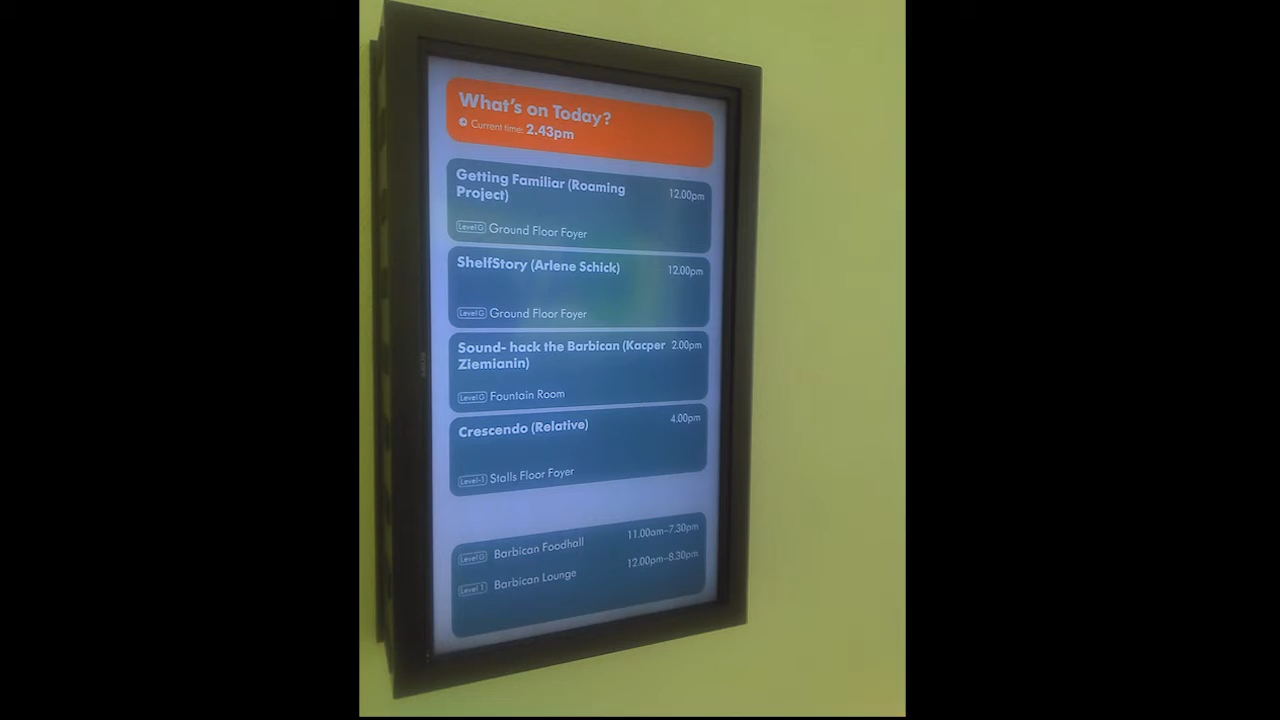 What's on Today?
Current time: 2.43pm
Getting Familiar (Roaming
Project)
12.00pm
Level G Ground Floor Foyer
ShelfStory (Arlene Schick)
12.00pm
Level G Ground Floor Foyer
Sound- hack the Barbican (Kacper
Ziemianin)
2.00pm
Level G Fountain Room
Crescendo (Relative)
4.00pm
Level-1 Stalls Floor Foyer
Level G Barbican Foodhall 11.00am–7.30pm
Level 1 Barbican Lounge 12.00pm–8.30pm